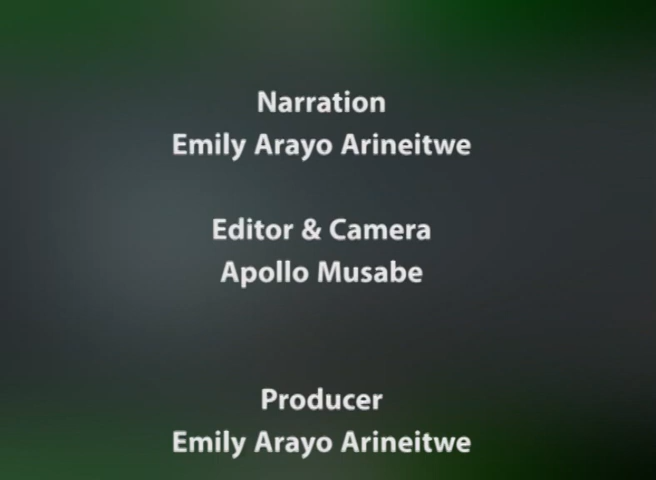 Narration
Emily Arayo Arineitwe
Editor & Camera
Apollo Musabe
Producer
Emily Arayo Arineitwe